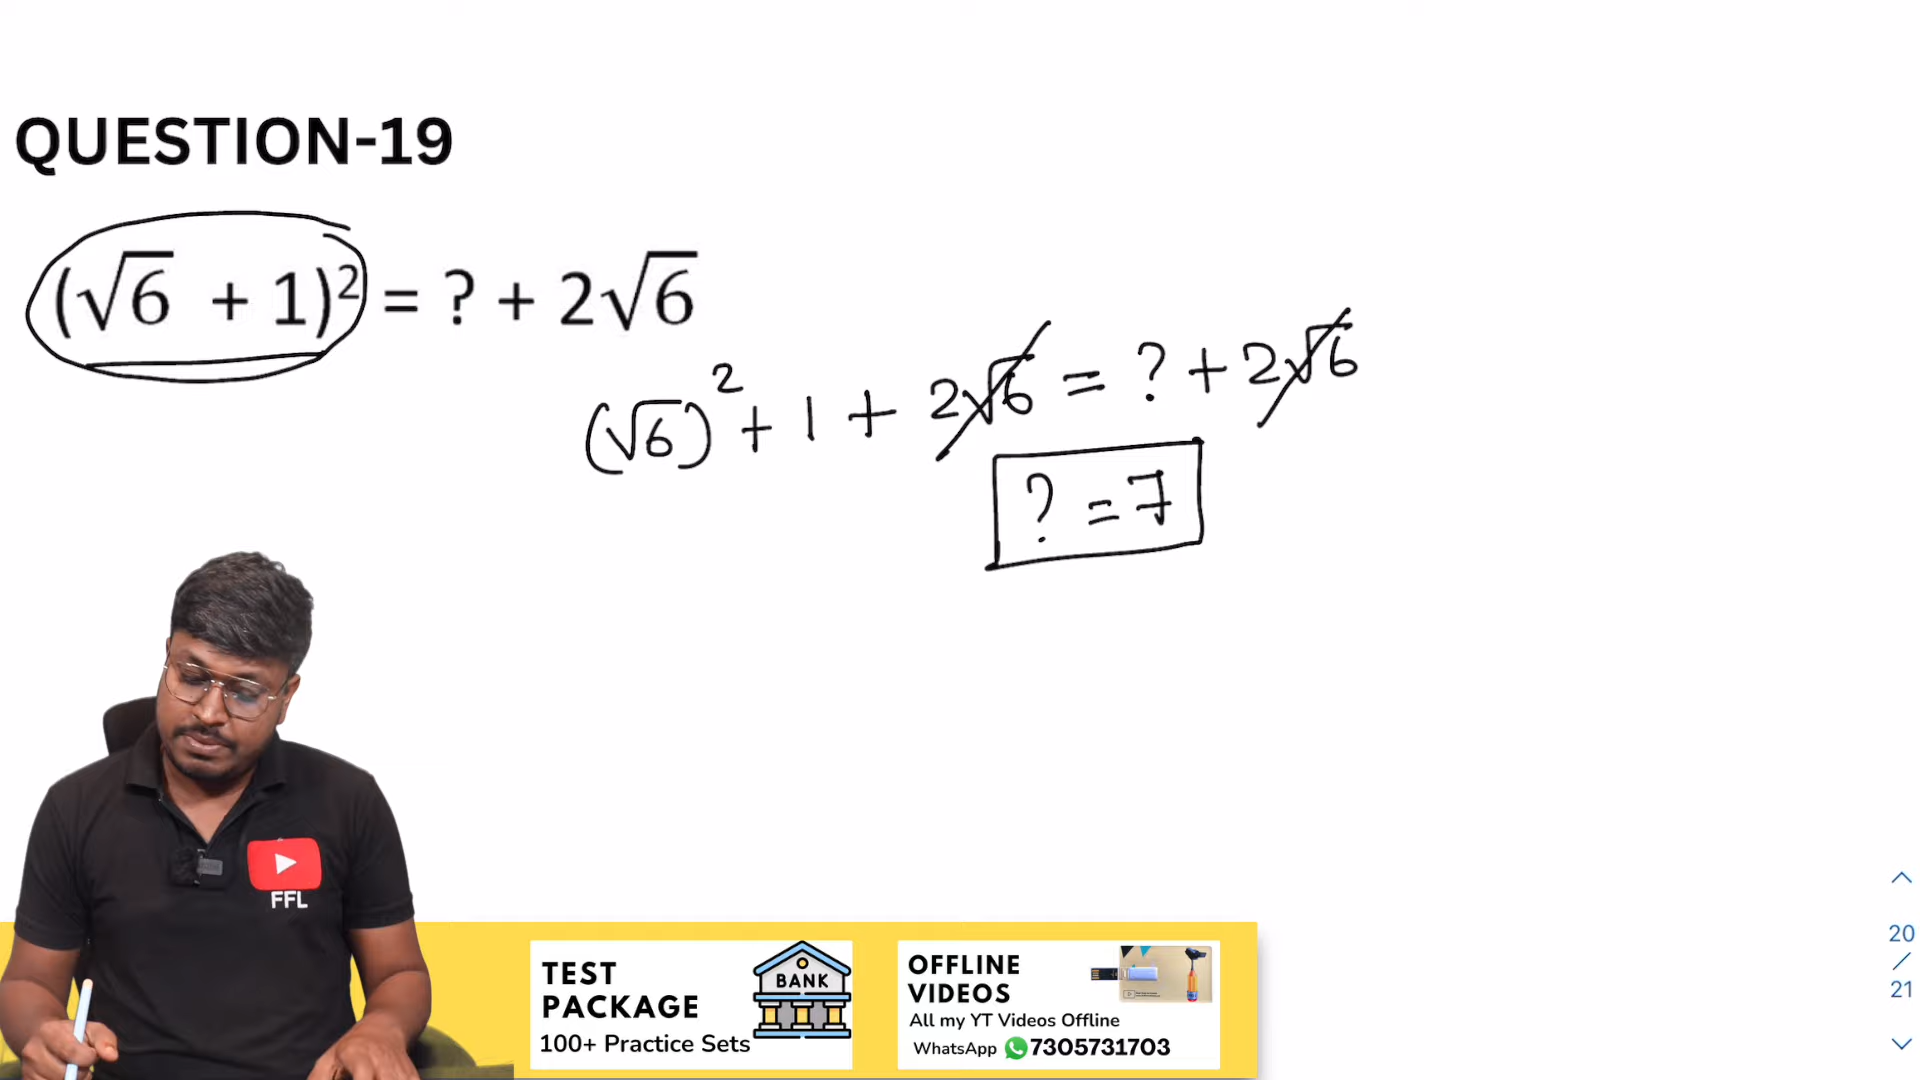 QUESTION-19
(√6 + 1)² = ? + 2√6
(√6)² + 1 + 2√6 = ? + 2√6
? = 7
FFL
TEST
PACKAGE
100+ Practice Sets
BANK
OFFLINE
VIDEOS
All my YT Videos Offline
WhatsApp 7305731703
20
/
21